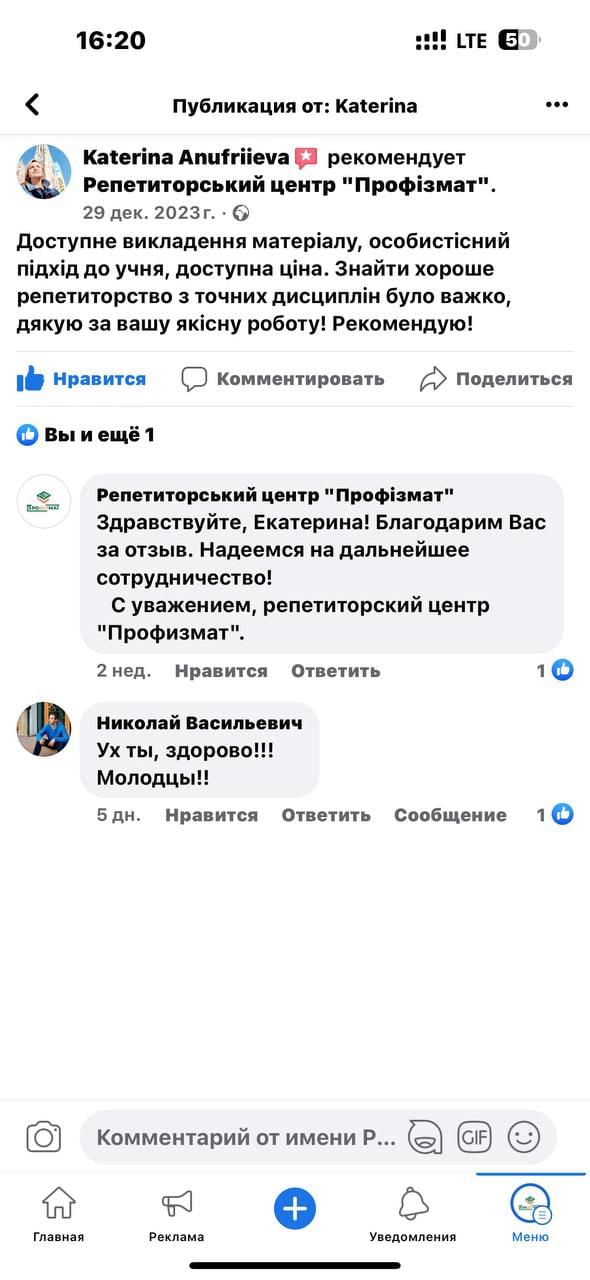 16:20
LTE
50
Публикация от: Katerina
Katerina Anufriieva рекомендует
Репетиторський центр "Профізмат".
29 дек. 2023 г. ·
Доступне викладення матеріалу, особистісний
підхід до учня, доступна ціна. Знайти хороше
репетиторство з точних дисциплін було важко,
дякую за вашу якісну роботу! Рекомендую!
Нравится
Комментировать
Поделиться
Вы и ещё 1
Репетиторський центр "Профізмат"
Здравствуйте, Екатерина! Благодарим Вас
за отзыв. Надеемся на дальнейшее
сотрудничество!
С уважением, репетиторский центр
"Профизмат".
2 нед. Нравится Ответить 1
Николай Васильевич
Ух ты, здорово!!!
Молодцы!!
5 дн. Нравится Ответить Сообщение 1
Комментарий от имени Р...
GIF
Главная
Реклама
Уведомления
Меню